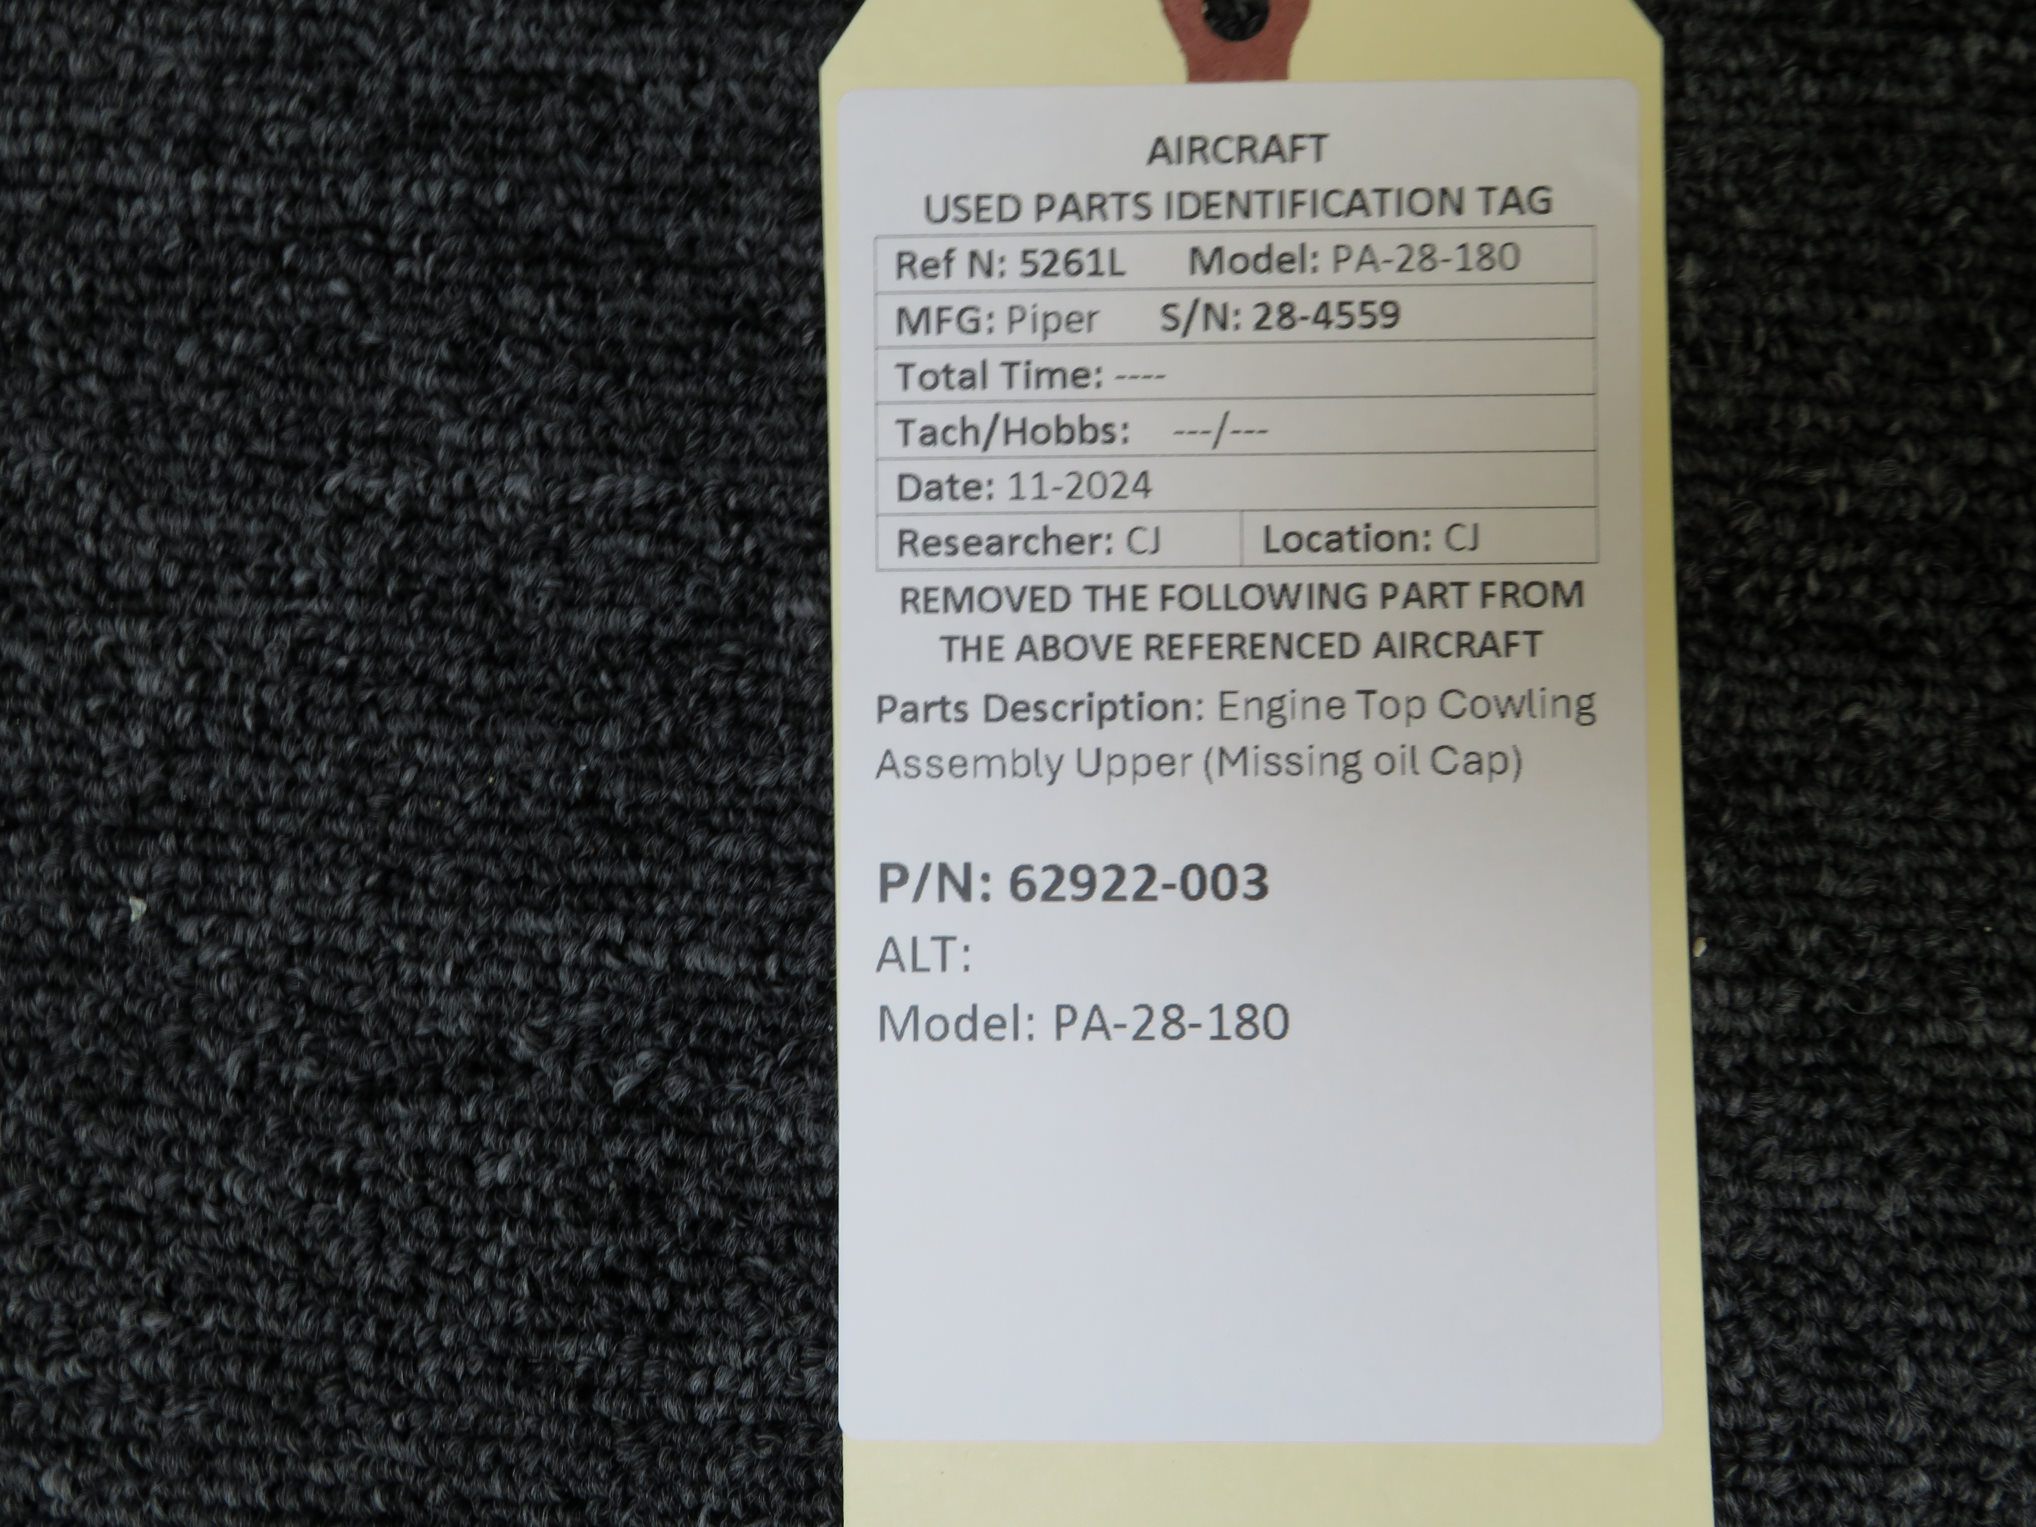 AIRCRAFT
USED PARTS IDENTIFICATION TAG
Ref N: 5261L Model: PA-28-180
MFG: Piper S/N: 28-4559
Total Time: ----
Tach/Hobbs: ---/---
Date: 11-2024
Researcher: CJ Location: CJ
REMOVED THE FOLLOWING PART FROM
THE ABOVE REFERENCED AIRCRAFT
Parts Description: Engine Top Cowling
Assembly Upper (Missing oil Cap)
P/N: 62922-003
ALT:
Model: PA-28-180